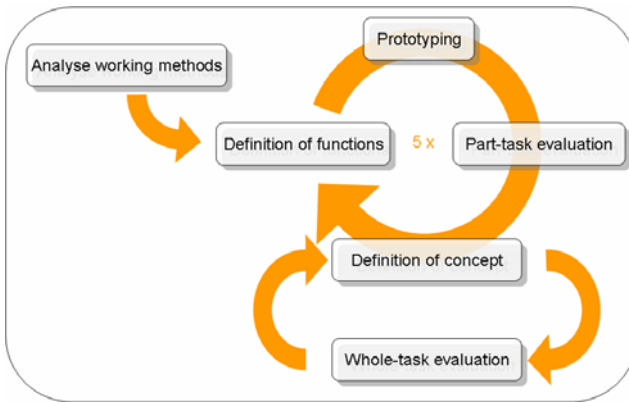 Prototyping
Analyse working methods
Definition of functions
5 x
Part-task evaluation
Definition of concept
Whole-task evaluation